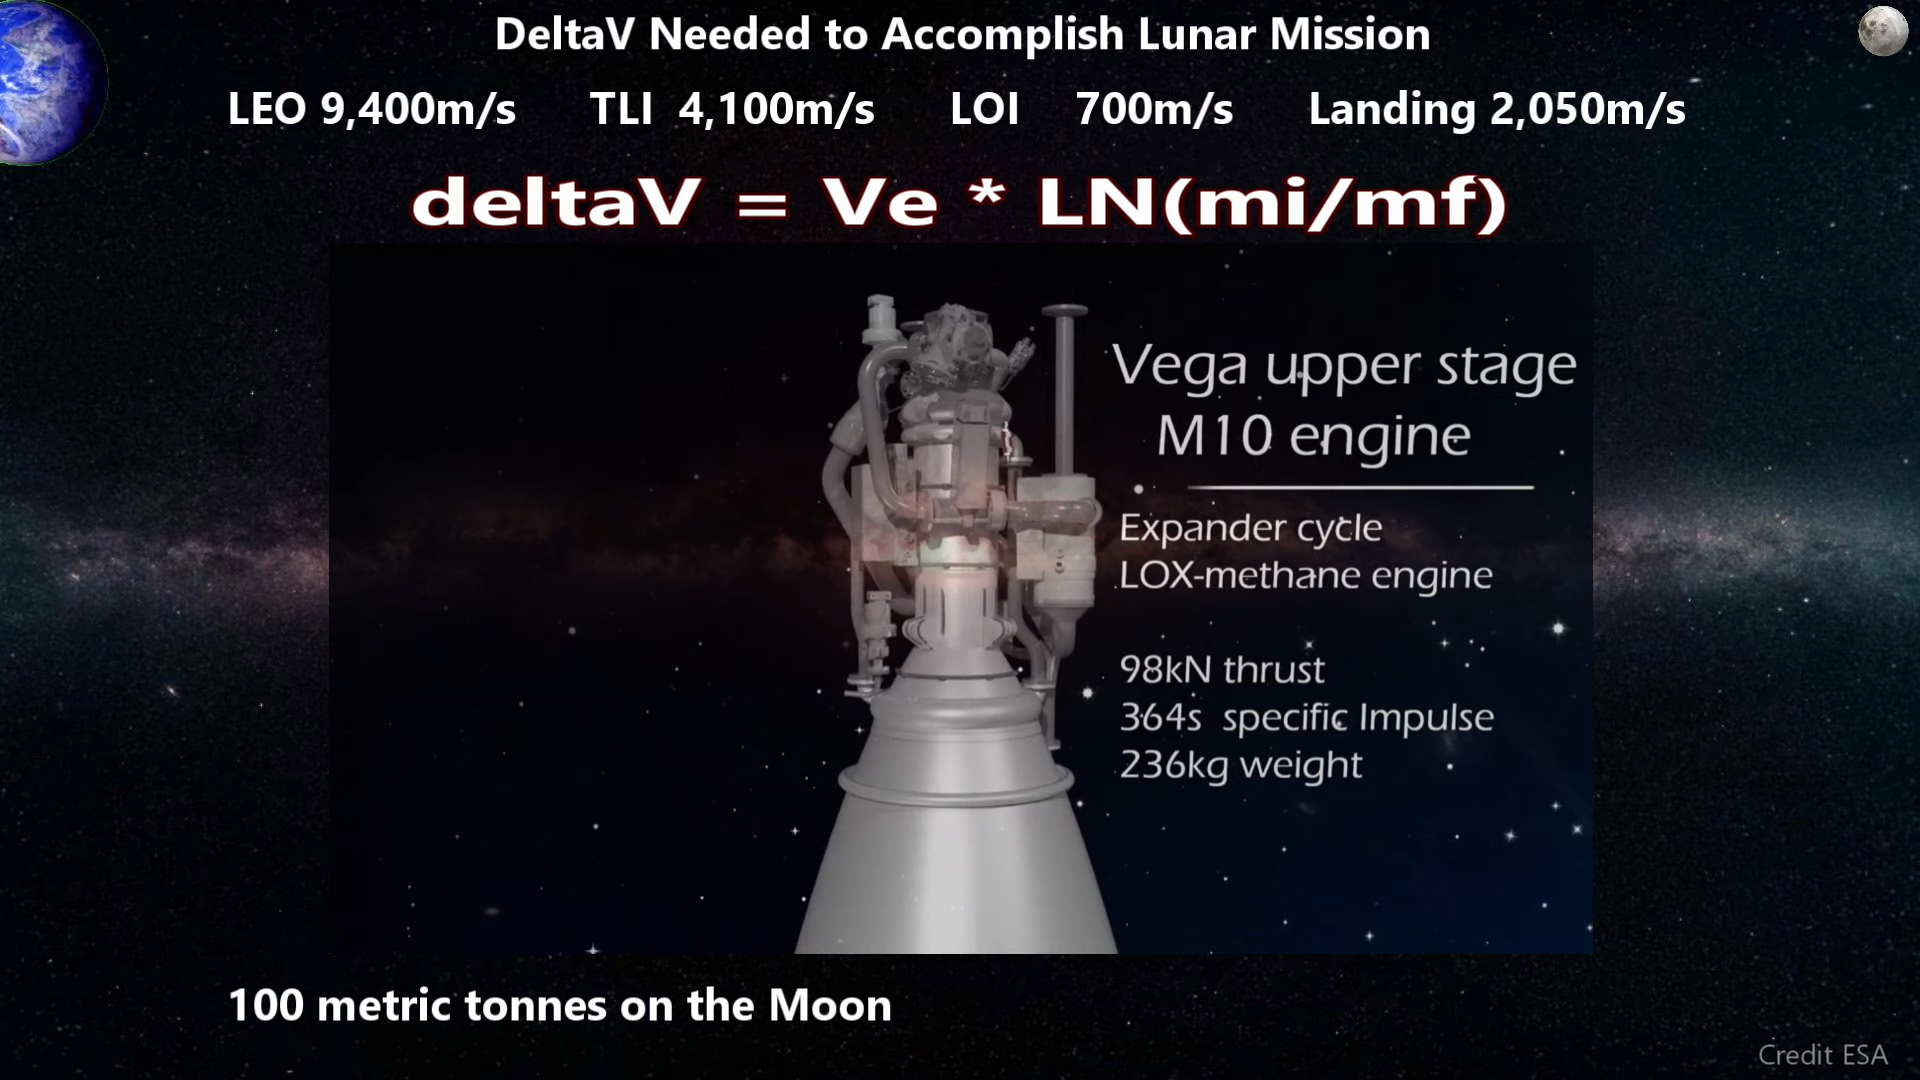 DeltaV Needed to Accomplish Lunar Mission
LEO 9,400m/s TLI 4,100m/s LOI 700m/s Landing 2,050m/s
deltaV = Ve * LN(mi/mf)
Vega upper stage
M10 engine
Expander cycle
LOX-methane engine
98kN thrust
364s specific Impulse
236kg weight
100 metric tonnes on the Moon
Credit ESA